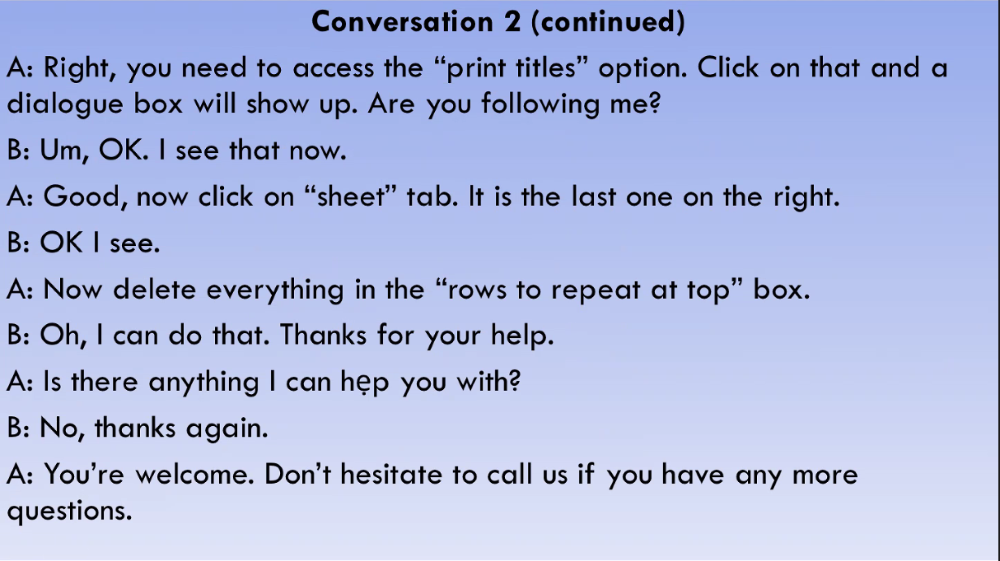 Conversation 2 (continued)
A: Right, you need to access the “print titles” option. Click on that and a
dialogue box will show up. Are you following me?
B: Um, OK. I see that now.
A: Good, now click on “sheet” tab. It is the last one on the right.
B: OK I see.
A: Now delete everything in the “rows to repeat at top” box.
B: Oh, I can do that. Thanks for your help.
A: Is there anything I can hẹp you with?
B: No, thanks again.
A: You’re welcome. Don’t hesitate to call us if you have any more
questions.